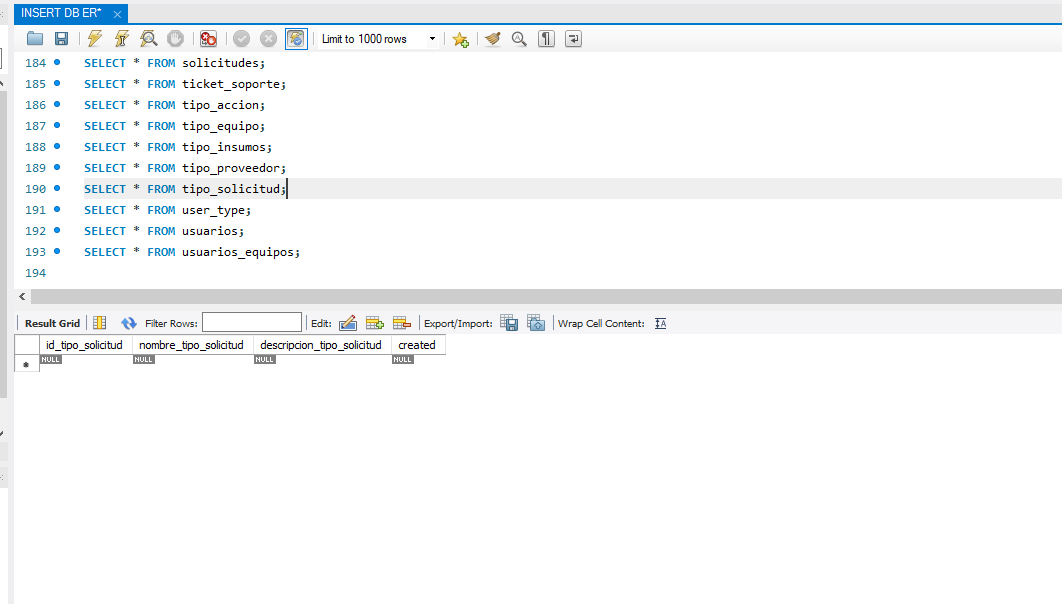 INSERT DB ER*
Limit to 1000 rows
184 SELECT * FROM solicitudes;
185 SELECT * FROM ticket_soporte;
186 SELECT * FROM tipo_accion;
187 SELECT * FROM tipo_equipo;
188 SELECT * FROM tipo_insumos;
189 SELECT * FROM tipo_proveedor;
190 SELECT * FROM tipo_solicitud;
191 SELECT * FROM user_type;
192 SELECT * FROM usuarios;
193 SELECT * FROM usuarios_equipos;
194
Result Grid Filter Rows: Edit: Export/Import: Wrap Cell Content:
id_tipo_solicitud nombre_tipo_solicitud descripcion_tipo_solicitud created
NULL NULL NULL NULL